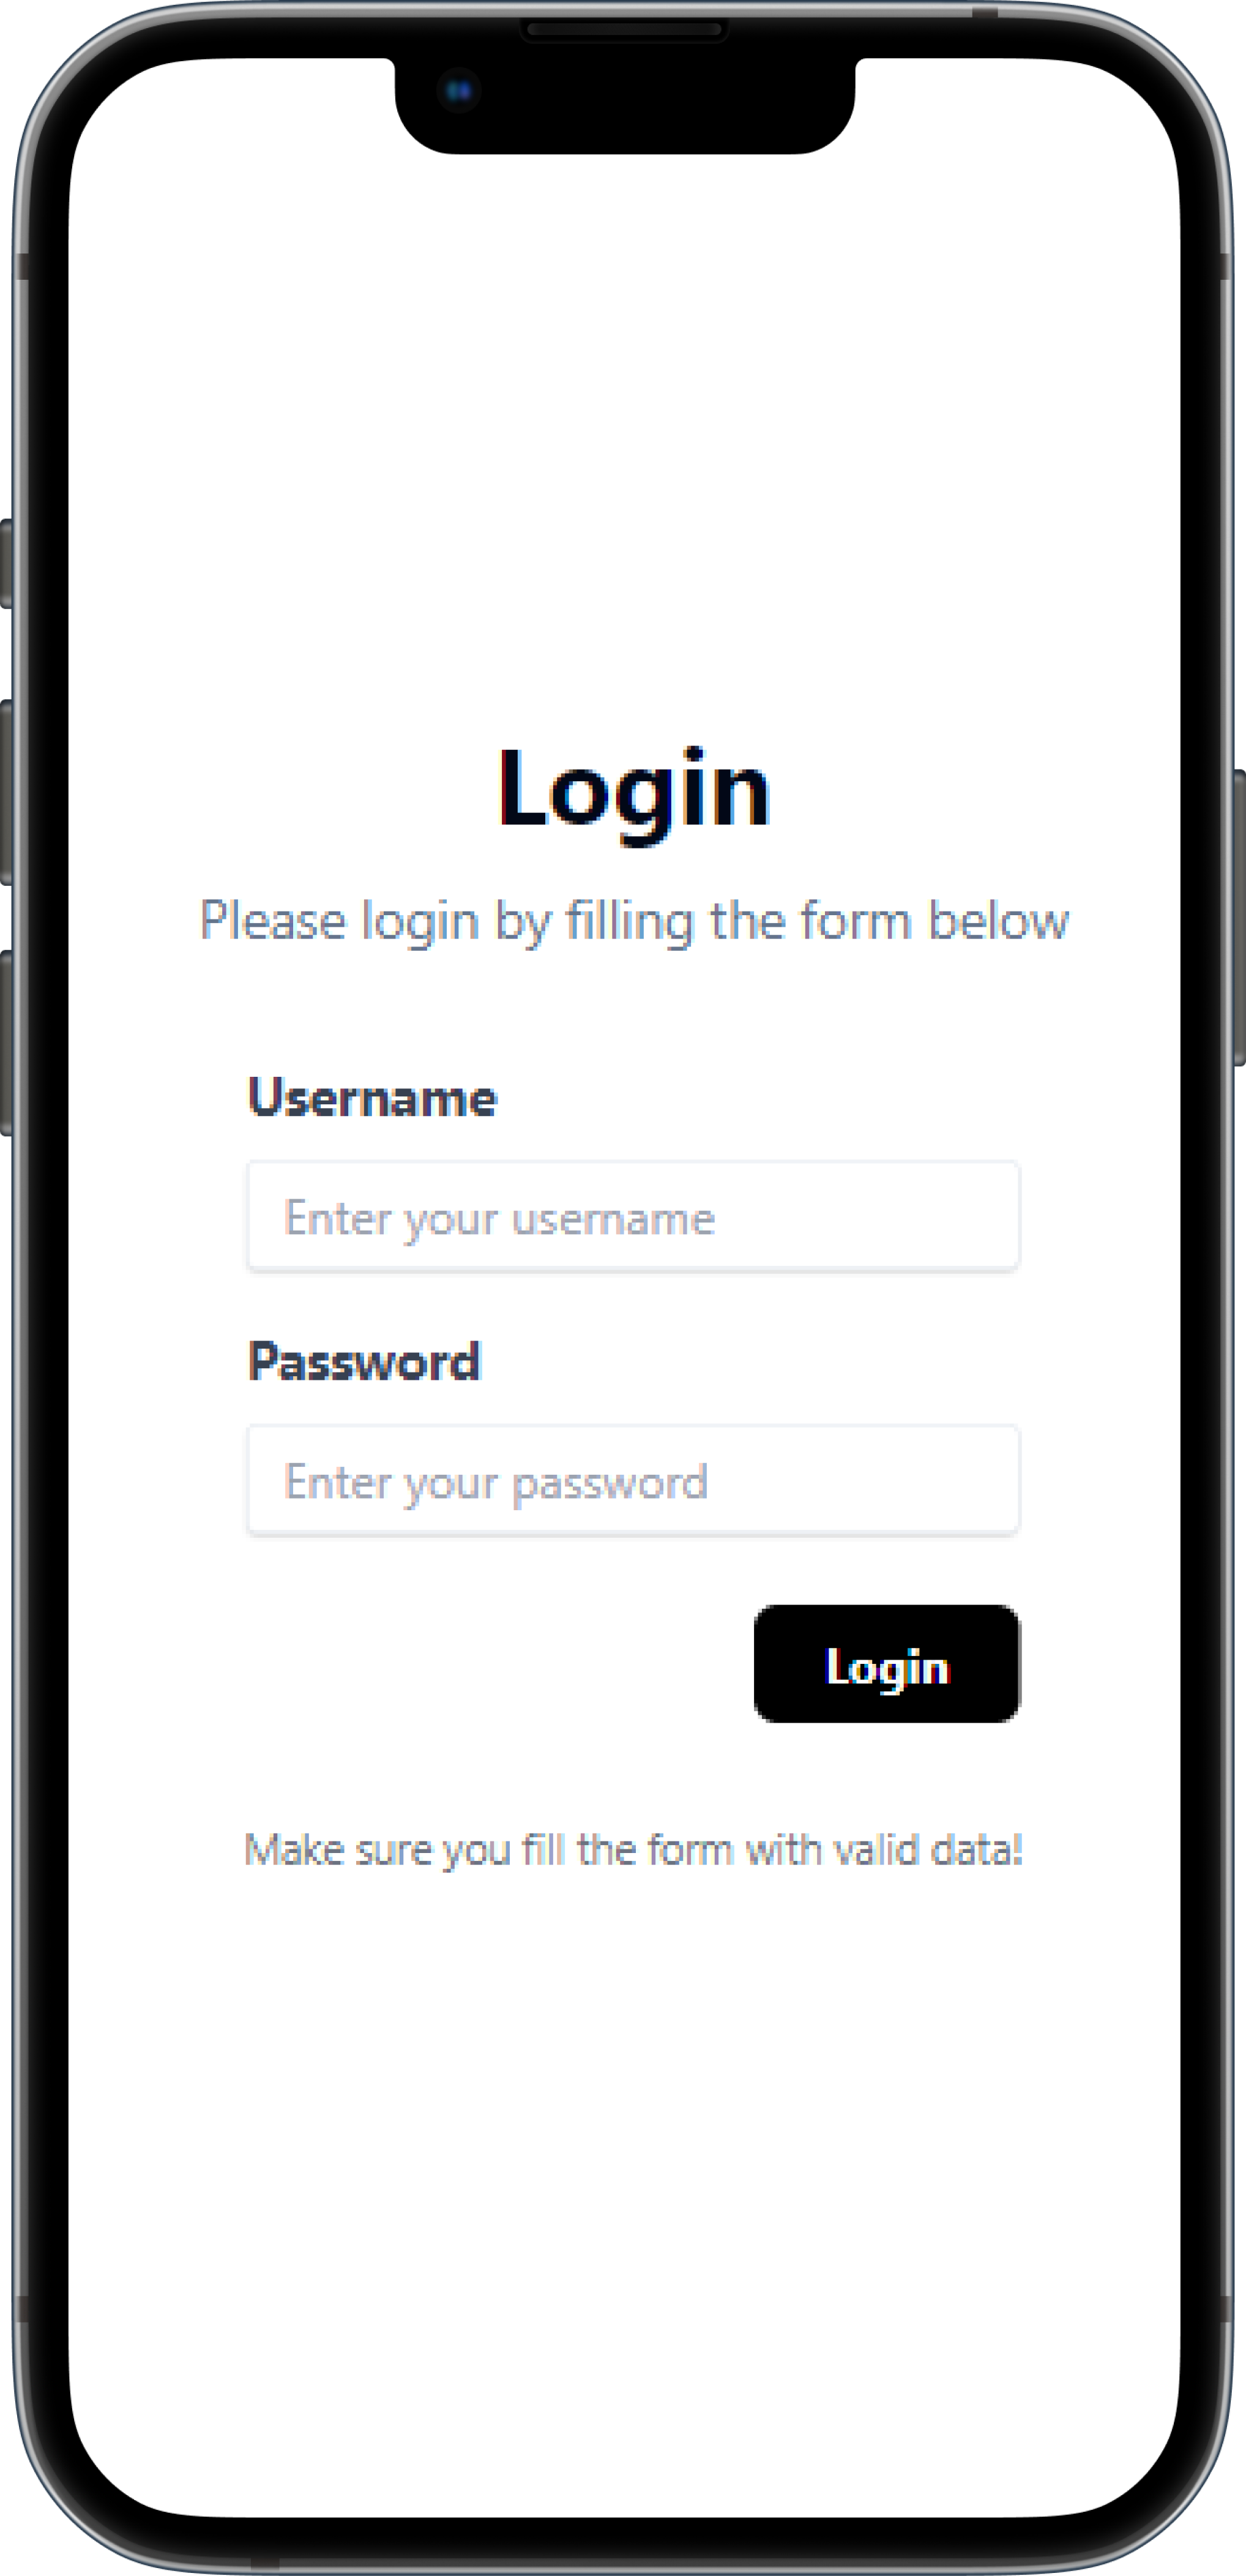 Login
Please login by filling the form below
Username
Enter your username
Password
Enter your password
Login
Make sure you fill the form with valid data!